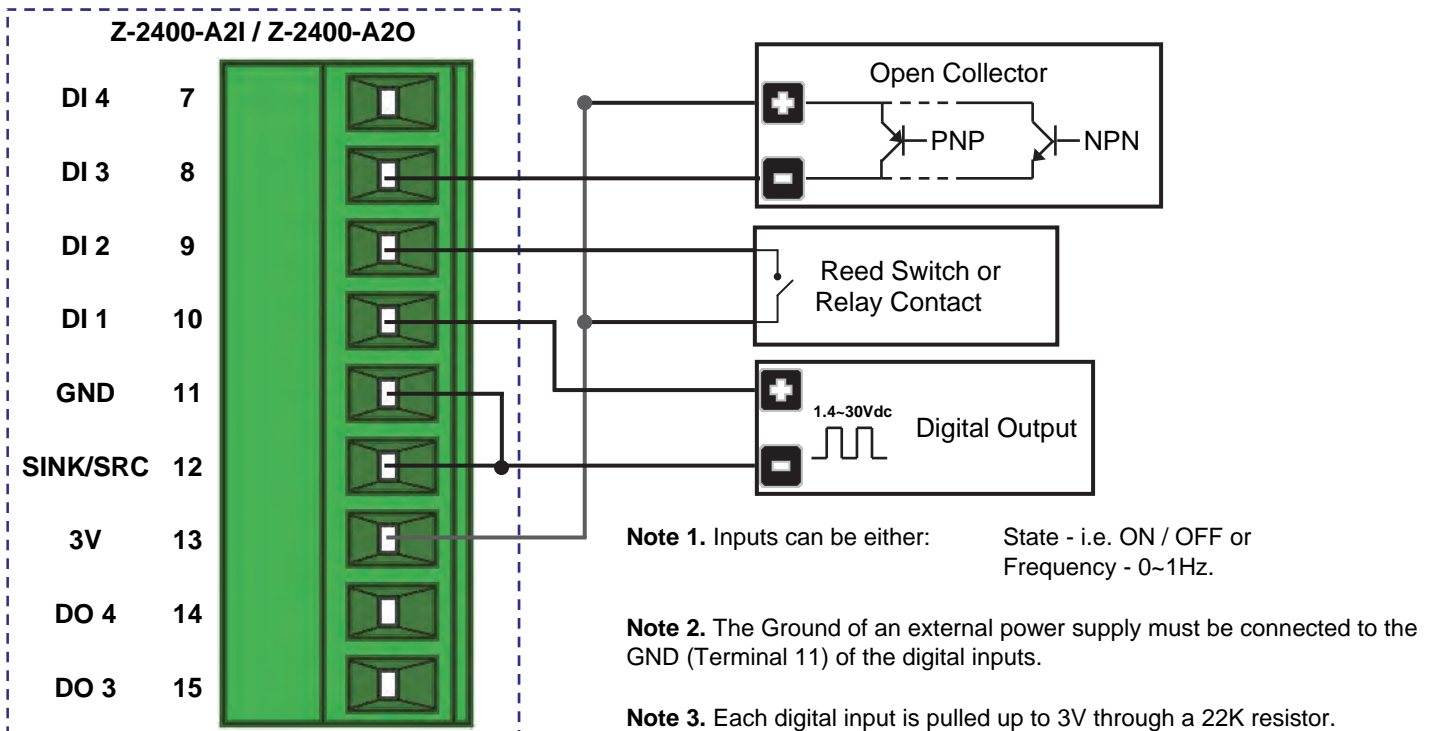 Z-2400-A2I / Z-2400-A2O
DI 4 7
DI 3 8
DI 2 9
DI 1 10
GND 11
SINK/SRC 12
3V 13
DO 4 14
DO 3 15
Open Collector
PNP
NPN
Reed Switch or
Relay Contact
1.4~30Vdc
Digital Output
Note 1. Inputs can be either: State - i.e. ON / OFF or
Frequency - 0~1Hz.
Note 2. The Ground of an external power supply must be connected to the
GND (Terminal 11) of the digital inputs.
Note 3. Each digital input is pulled up to 3V through a 22K resistor.